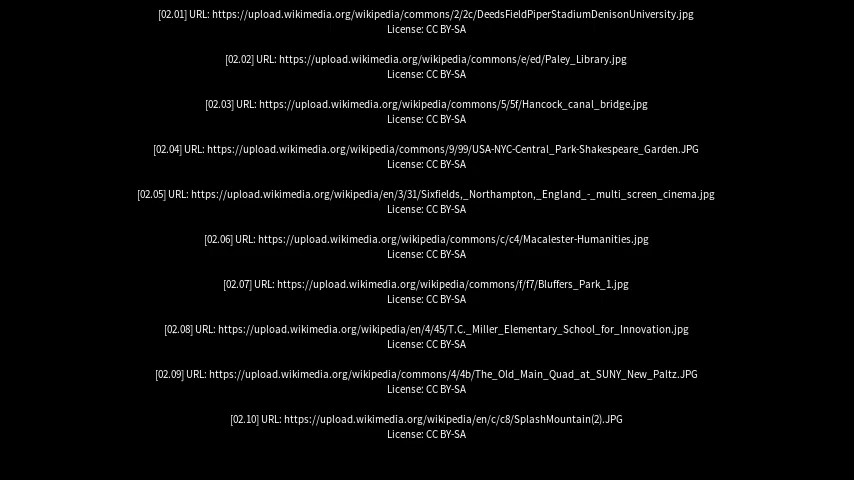 [02.01] URL: https://upload.wikimedia.org/wikipedia/commons/2/2c/DeedsFieldPiperStadiumDenisonUniversity.jpg
License: CC BY-SA
[02.02] URL: https://upload.wikimedia.org/wikipedia/commons/e/ed/Paley_Library.jpg
License: CC BY-SA
[02.03] URL: https://upload.wikimedia.org/wikipedia/commons/5/5f/Hancock_canal_bridge.jpg
License: CC BY-SA
[02.04] URL: https://upload.wikimedia.org/wikipedia/commons/9/99/USA-NYC-Central_Park-Shakespeare_Garden.JPG
License: CC BY-SA
[02.05] URL: https://upload.wikimedia.org/wikipedia/en/3/31/Sixfields,_Northampton,_England_-_multi_screen_cinema.jpg
License: CC BY-SA
[02.06] URL: https://upload.wikimedia.org/wikipedia/commons/c/c4/Macalester-Humanities.jpg
License: CC BY-SA
[02.07] URL: https://upload.wikimedia.org/wikipedia/commons/f/f7/Bluffers_Park_1.jpg
License: CC BY-SA
[02.08] URL: https://upload.wikimedia.org/wikipedia/en/4/45/T.C._Miller_Elementary_School_for_Innovation.jpg
License: CC BY-SA
[02.09] URL: https://upload.wikimedia.org/wikipedia/commons/4/4b/The_Old_Main_Quad_at_SUNY_New_Paltz.JPG
License: CC BY-SA
[02.10] URL: https://upload.wikimedia.org/wikipedia/en/c/c8/SplashMountain(2).JPG
License: CC BY-SA